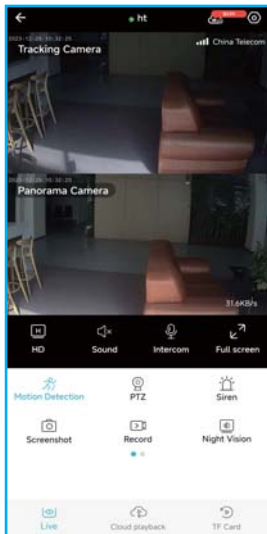 ht
Tracking Camera
China Telecom
Panorama Camera
31.6KB/s
HD
Sound
Intercom
Full screen
Motion Detection
PTZ
Siren
Screenshot
Record
Night Vision
Live
Cloud playback
TF Card